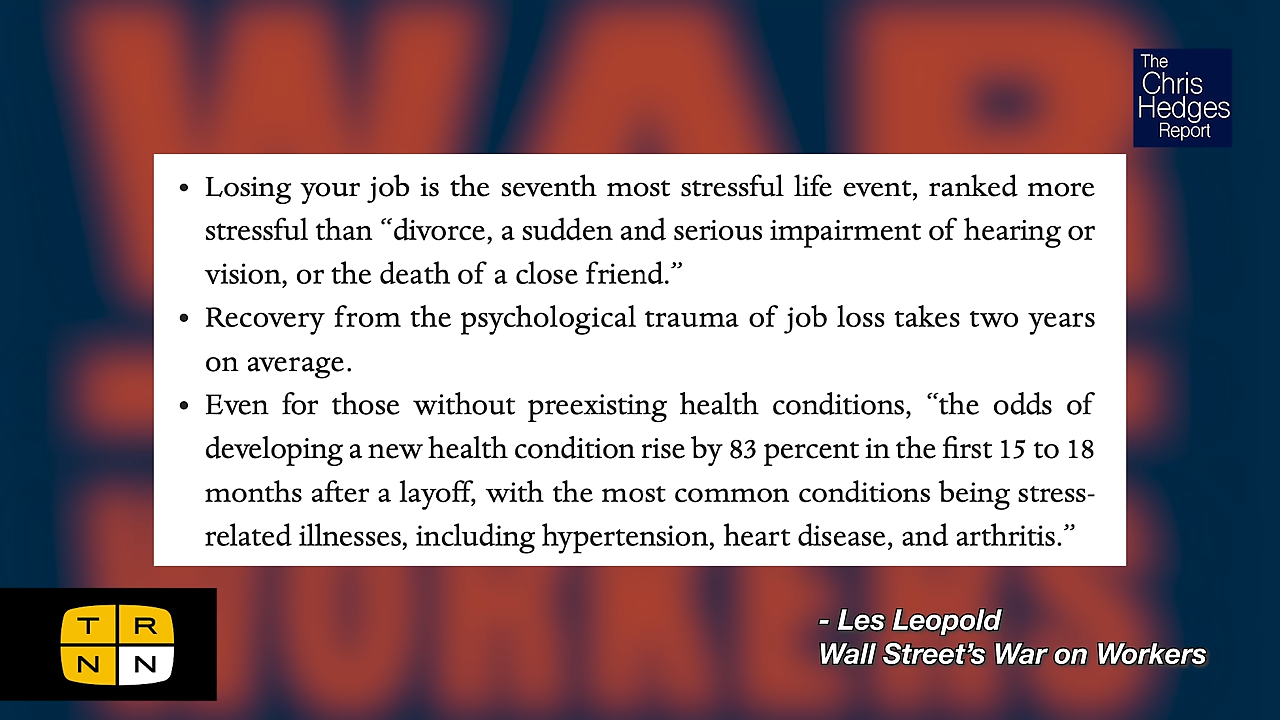 The
Chris
Hedges
Report
• Losing your job is the seventh most stressful life event, ranked more
stressful than “divorce, a sudden and serious impairment of hearing or
vision, or the death of a close friend.”
• Recovery from the psychological trauma of job loss takes two years
on average.
• Even for those without preexisting health conditions, “the odds of
developing a new health condition rise by 83 percent in the first 15 to 18
months after a layoff, with the most common conditions being stress-
related illnesses, including hypertension, heart disease, and arthritis.”
- Les Leopold
Wall Street’s War on Workers
T R
N N
WAR
WORKERS